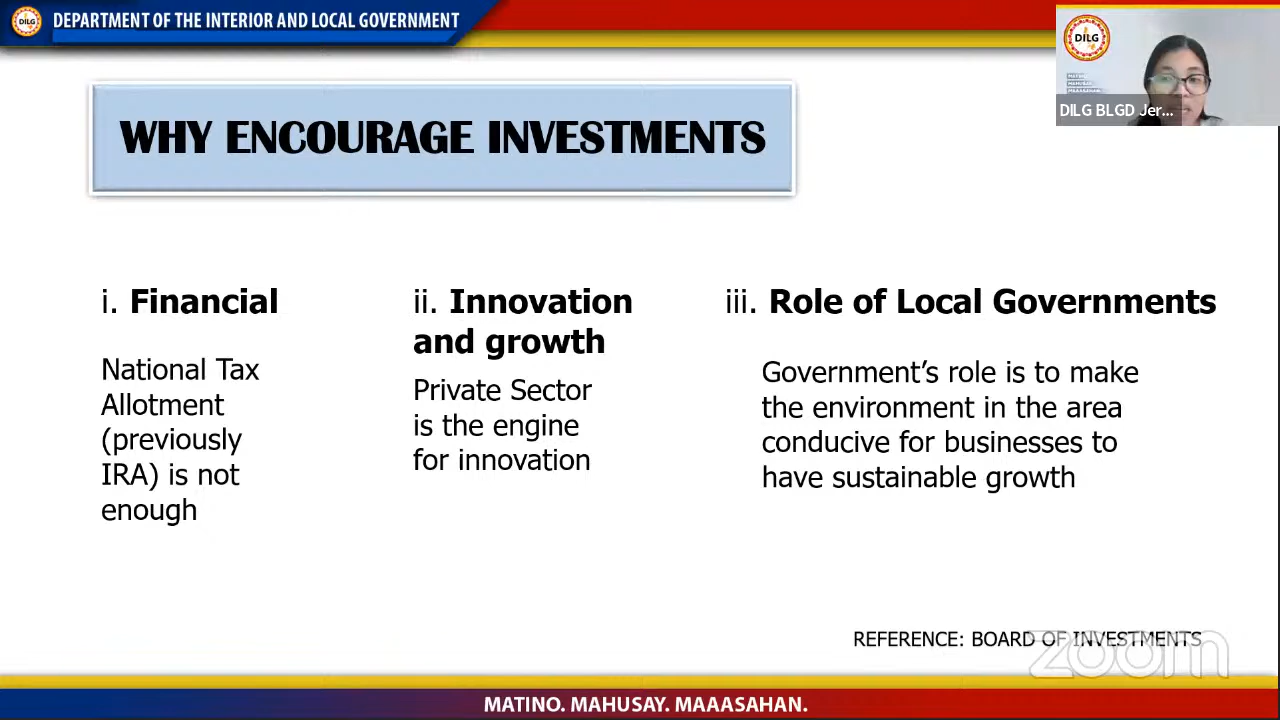 DILG
DEPARTMENT OF THE INTERIOR AND LOCAL GOVERNMENT
DILG
DILG BLGD Jer...
WHY ENCOURAGE INVESTMENTS
i. Financial
National Tax
Allotment
(previously
IRA) is not
enough
ii. Innovation
and growth
Private Sector
is the engine
for innovation
iii. Role of Local Governments
Government’s role is to make
the environment in the area
conducive for businesses to
have sustainable growth
REFERENCE: BOARD OF INVESTMENTS
zoom
MATINO. MAHUSAY. MAAASAHAN.